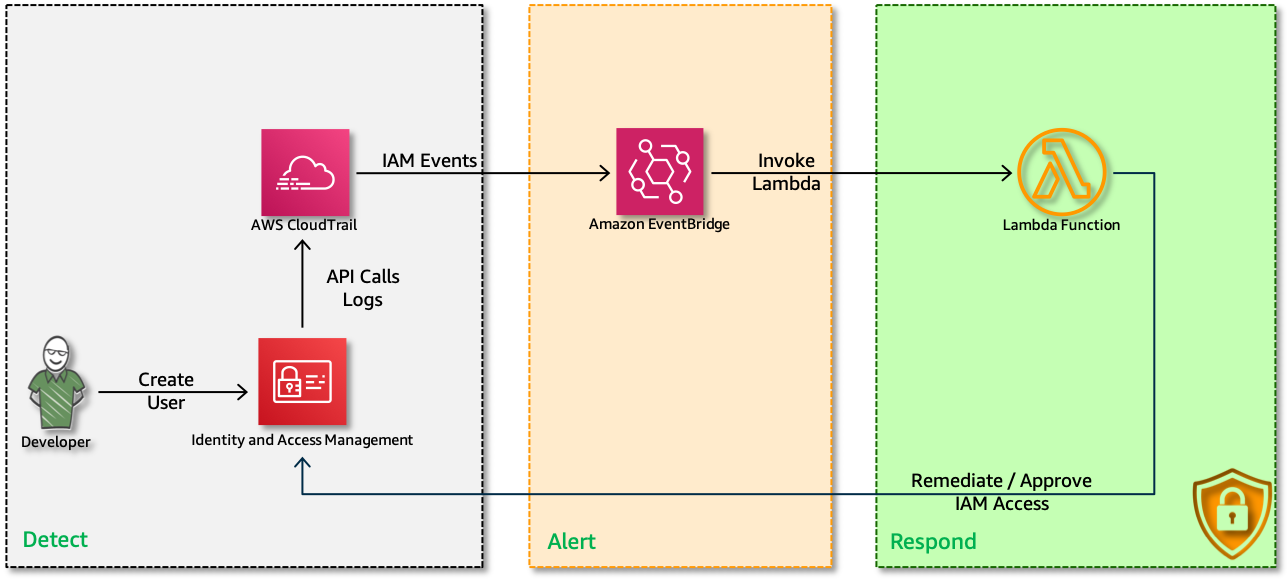 IAM Events
Invoke
Lambda
AWS CloudTrail
Amazon EventBridge
Lambda Function
API Calls
Logs
Create
User
Developer
Identity and Access Management
Remediate / Approve
IAM Access
Detect
Alert
Respond